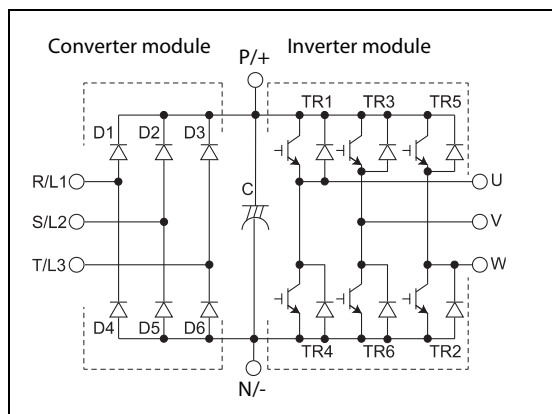 Converter module
Inverter module
P/+
D1
D2
D3
TR1
TR3
TR5
R/L1
S/L2
T/L3
C
U
V
W
D4
D5
D6
TR4
TR6
TR2
N/-